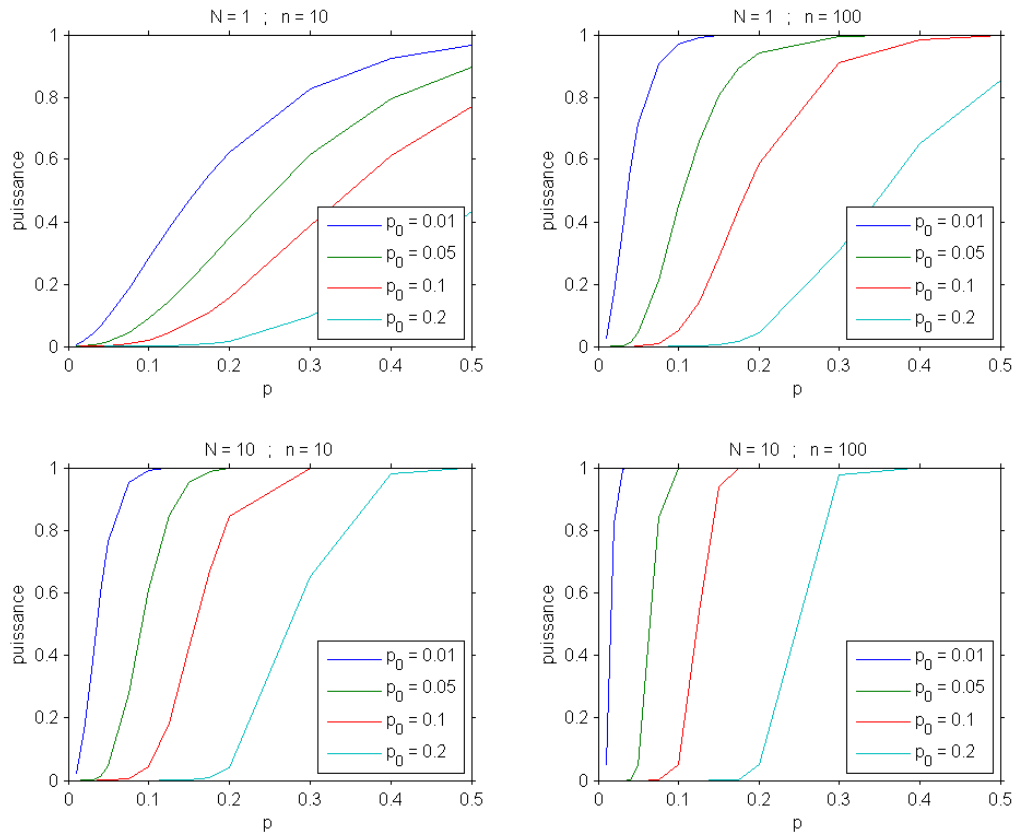 N = 1 ; n = 10
puissance
1
0.8
0.6
0.4
0.2
0
0 0.1 0.2 0.3 0.4 0.5
p
p0 = 0.01
p0 = 0.05
p0 = 0.1
p0 = 0.2
N = 1 ; n = 100
puissance
1
0.8
0.6
0.4
0.2
0
0 0.1 0.2 0.3 0.4 0.5
p
p0 = 0.01
p0 = 0.05
p0 = 0.1
p0 = 0.2
N = 10 ; n = 10
puissance
1
0.8
0.6
0.4
0.2
0
0 0.1 0.2 0.3 0.4 0.5
p
p0 = 0.01
p0 = 0.05
p0 = 0.1
p0 = 0.2
N = 10 ; n = 100
puissance
1
0.8
0.6
0.4
0.2
0
0 0.1 0.2 0.3 0.4 0.5
p
p0 = 0.01
p0 = 0.05
p0 = 0.1
p0 = 0.2